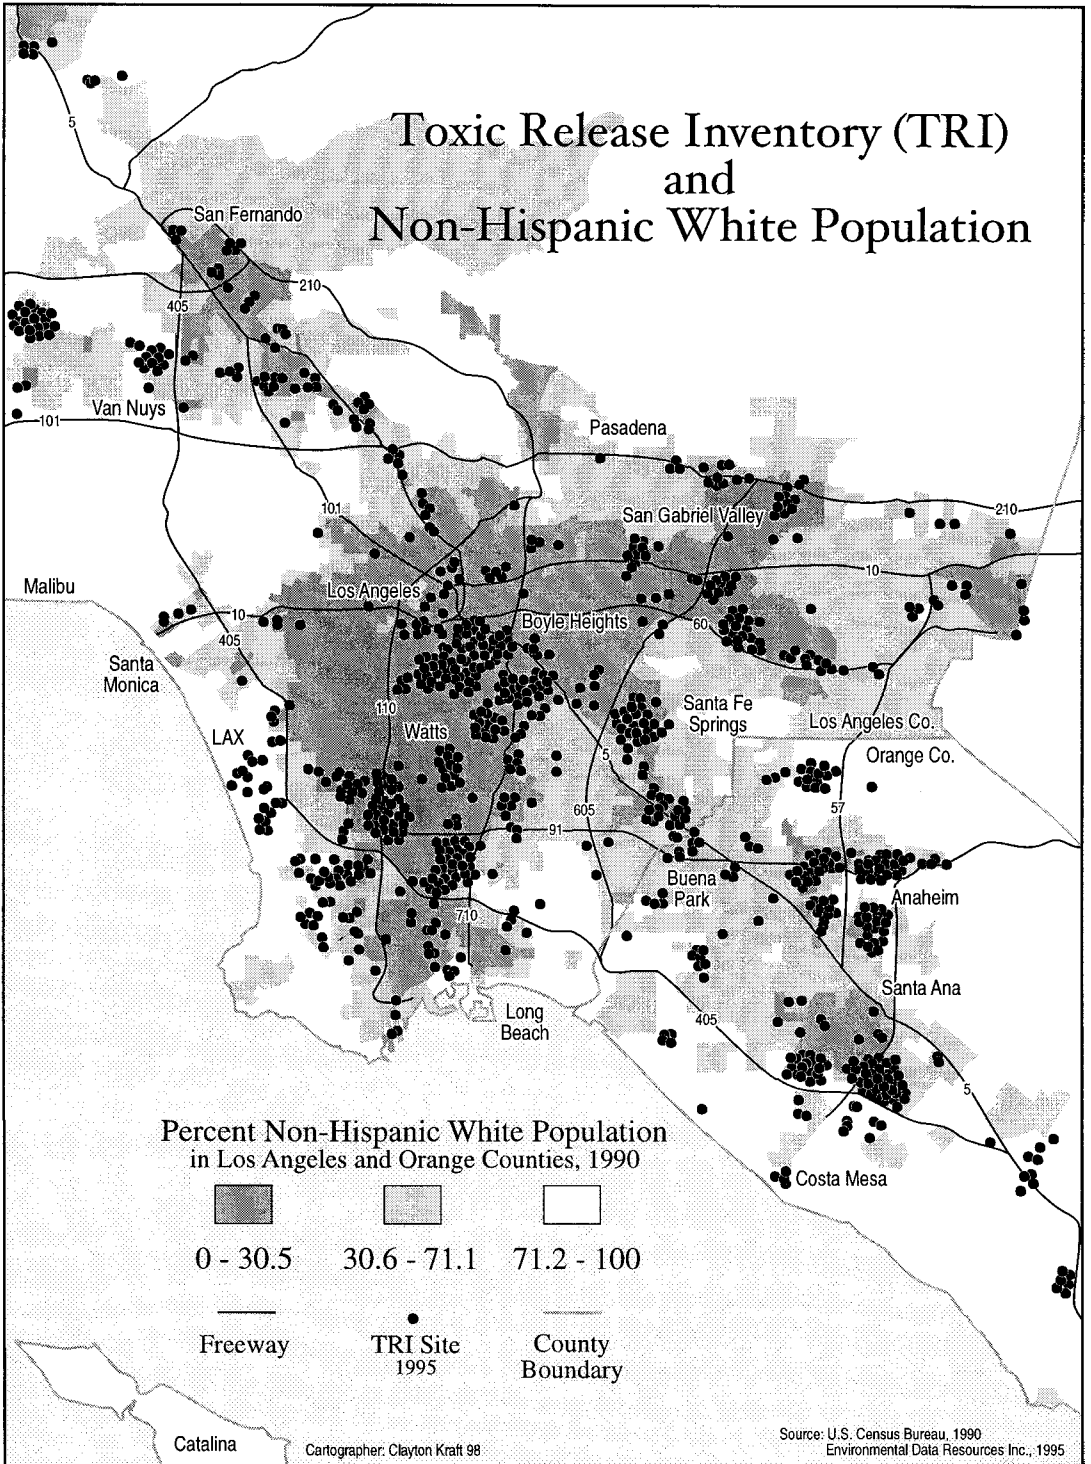 Toxic Release Inventory (TRI)
and
Non-Hispanic White Population
5
San Fernando
210
405
Van Nuys
101
Pasadena
101
San Gabriel Valley
210
Malibu
Los Angeles
10
10
405
Boyle Heights
60
Santa
Monica
110
Santa Fe
Springs
Los Angeles Co.
LAX
Watts
5
Orange Co.
605
57
91
Buena
Park
Anaheim
710
Santa Ana
Long
Beach
405
5
Costa Mesa
Percent Non-Hispanic White Population
in Los Angeles and Orange Counties, 1990
0 - 30.5
30.6 - 71.1
71.2 - 100
Freeway
TRI Site
1995
County
Boundary
Catalina
Cartographer: Clayton Kraft 98
Source: U.S. Census Bureau, 1990
Environmental Data Resources Inc., 1995